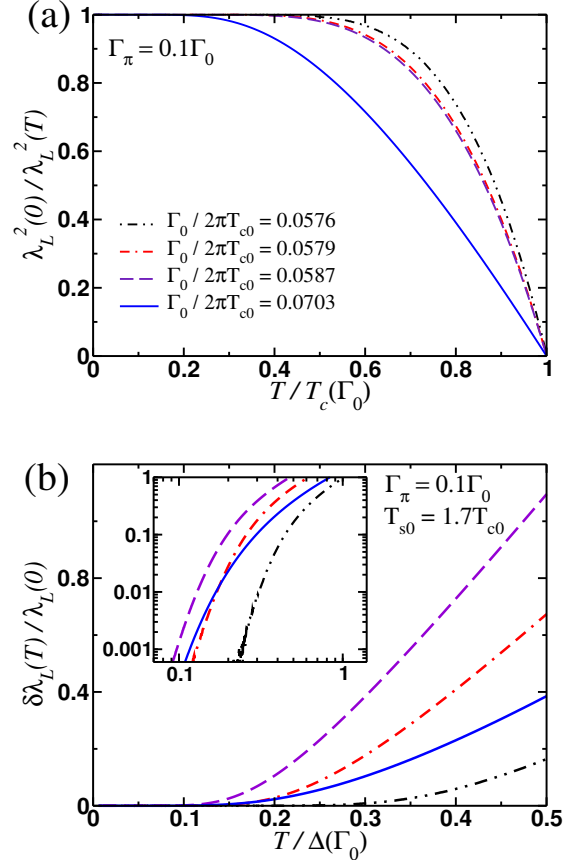 (a)
Γπ = 0.1Γ0
λL²(0) / λL²(T)
1
0.8
0.6
0.4
0.2
0
Γ0 / 2πTc0 = 0.0576
Γ0 / 2πTc0 = 0.0579
Γ0 / 2πTc0 = 0.0587
Γ0 / 2πTc0 = 0.0703
0 0.2 0.4 0.6 0.8 1
T / Tc(Γ0)
(b)
Γπ = 0.1Γ0
Ts0 = 1.7Tc0
1
0.1
0.01
0.001
0.1 1
δλL(T) / λL(0)
0.8
0.4
0
0 0.1 0.2 0.3 0.4 0.5
T / Δ(Γ0)